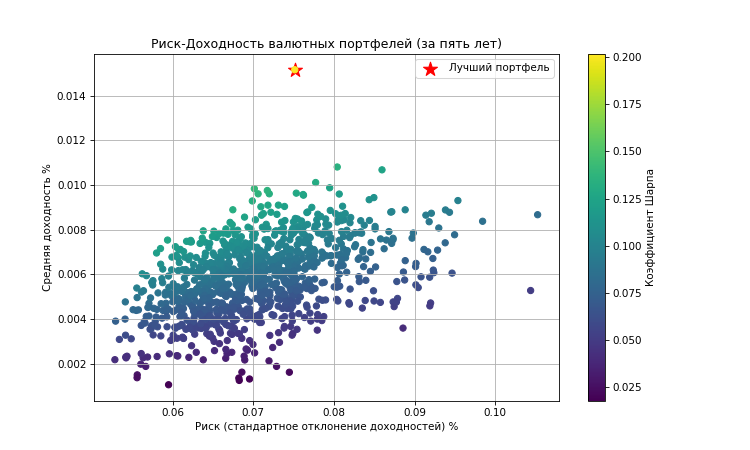 Риск-Доходность валютных портфелей (за пять лет)
Лучший портфель
Средняя доходность %
0.014
0.012
0.010
0.008
0.006
0.004
0.002
0.06 0.07 0.08 0.09 0.10
Риск (стандартное отклонение доходностей) %
0.200
0.175
0.150
0.125
0.100
0.075
0.050
0.025
Коэффициент Шарпа